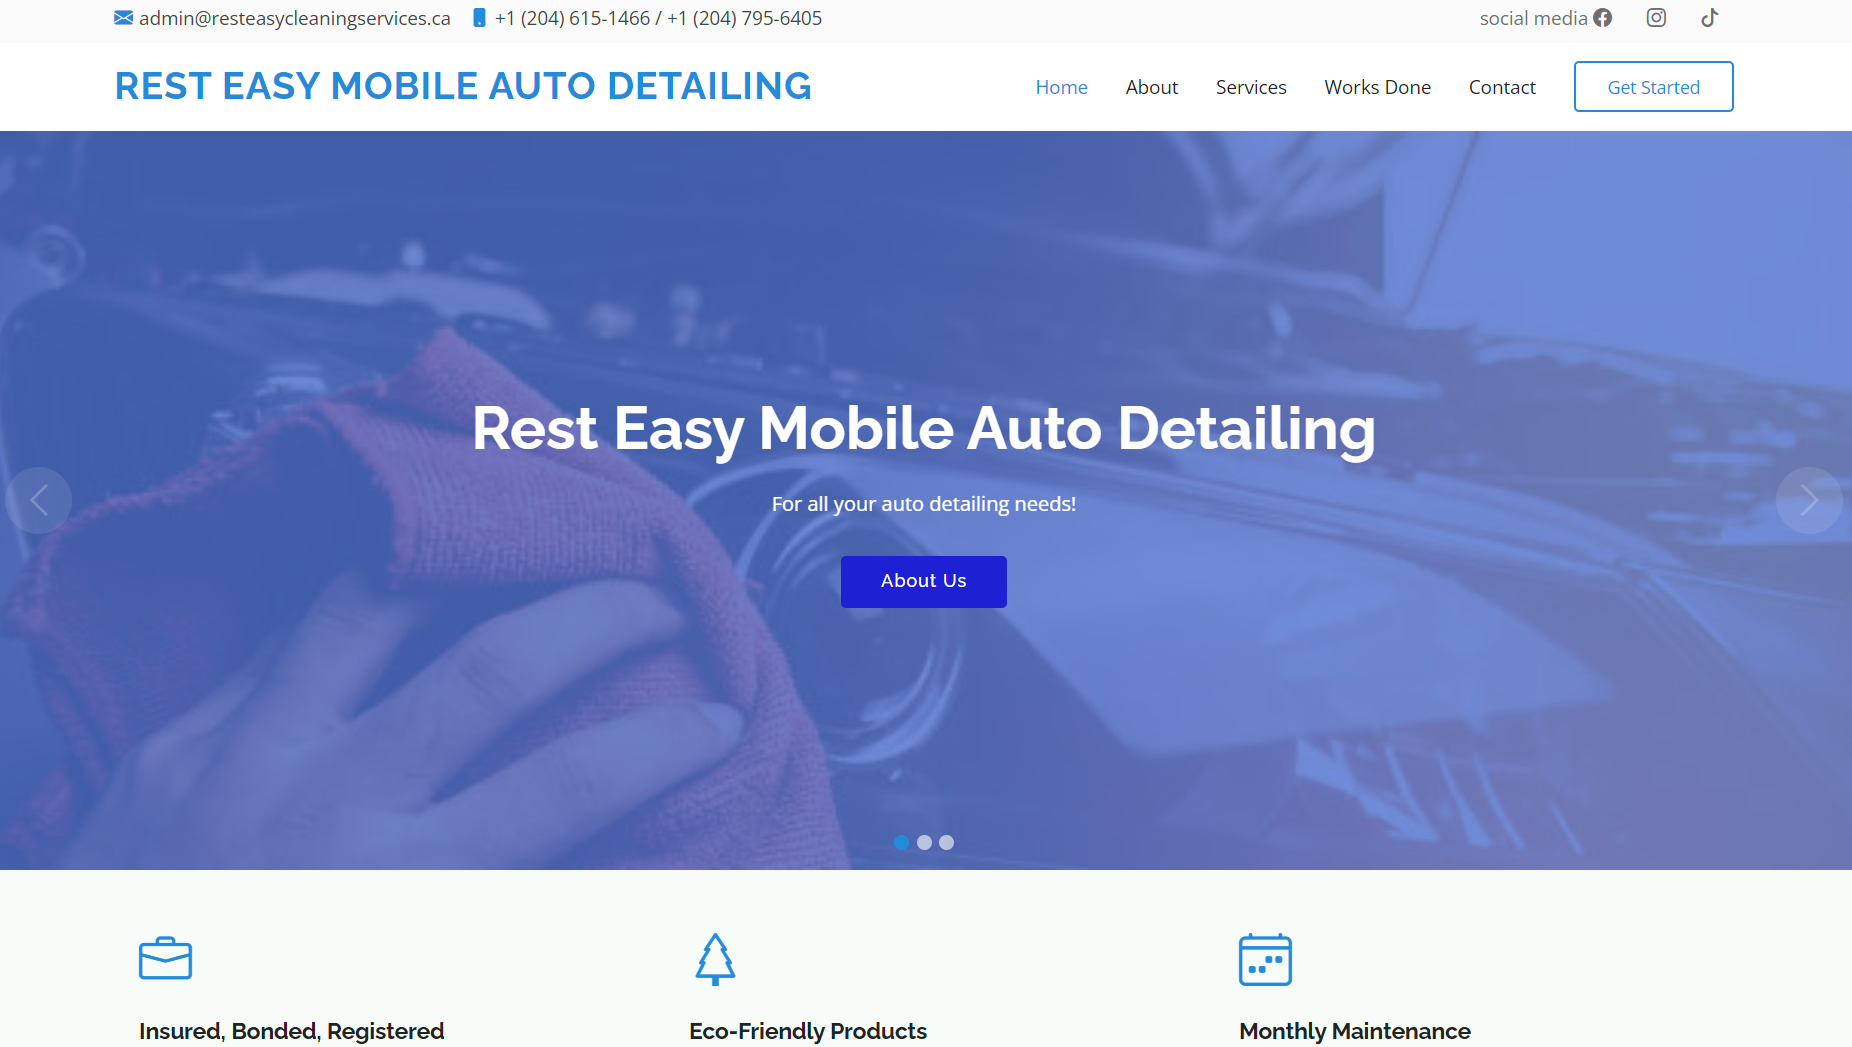 admin@resteasycleaningservices.ca +1 (204) 615-1466 / +1 (204) 795-6405 social media
REST EASY MOBILE AUTO DETAILING Home About Services Works Done Contact Get Started
Rest Easy Mobile Auto Detailing
For all your auto detailing needs!
About Us
Insured, Bonded, Registered Eco-Friendly Products Monthly Maintenance